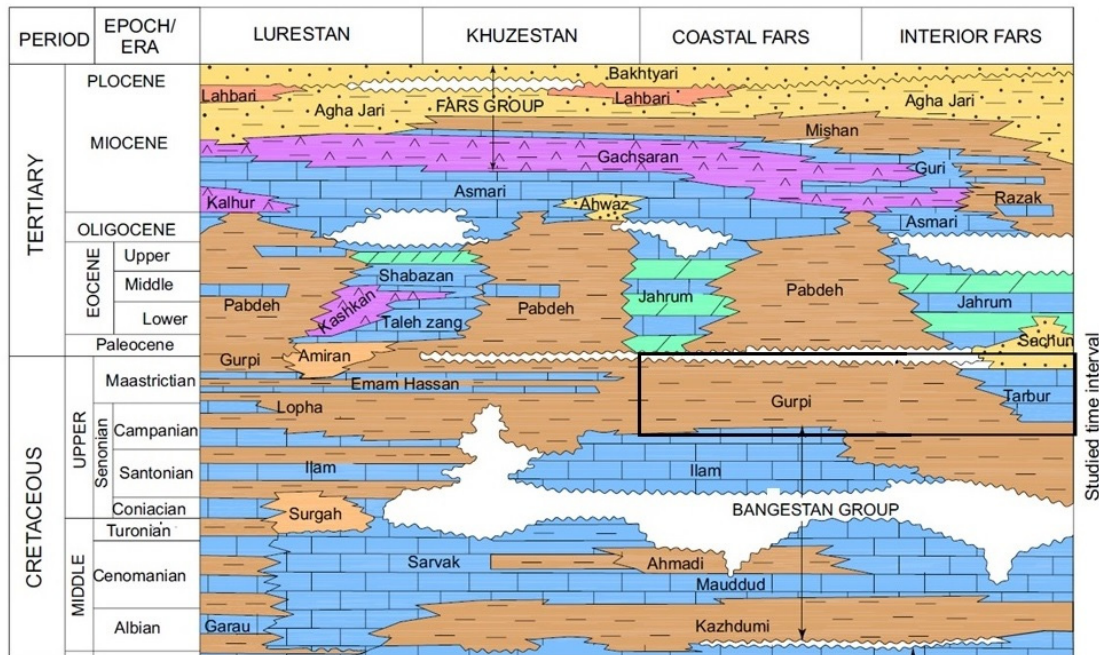 PERIOD
EPOCH/
ERA
LURESTAN
KHUZESTAN
COASTAL FARS
INTERIOR FARS
TERTIARY
PLOCENE
MIOCENE
OLIGOCENE
EOCENE
Upper
Middle
Lower
Paleocene
CRETACEOUS
UPPER
Senonian
Maastrictian
Campanian
Santonian
Coniacian
Turonian
MIDDLE
Cenomanian
Albian
Bakhtyari
Lahbari
Agha Jari
FARS GROUP
Lahbari
Agha Jari
Mishan
Gachsaran
Guri
Asmari
Kalhur
Ahwaz
Razak
Asmari
Shabazan
Pabdeh
Kashkan
Taleh zang
Pabdeh
Jahrum
Pabdeh
Jahrum
Sachun
Gurpi
Amiran
Emam Hassan
Lopha
Gurpi
Tarbur
Ilam
Ilam
Surgah
BANGESTAN GROUP
Sarvak
Ahmadi
Mauddud
Garau
Kazhdumi
Studied time interval